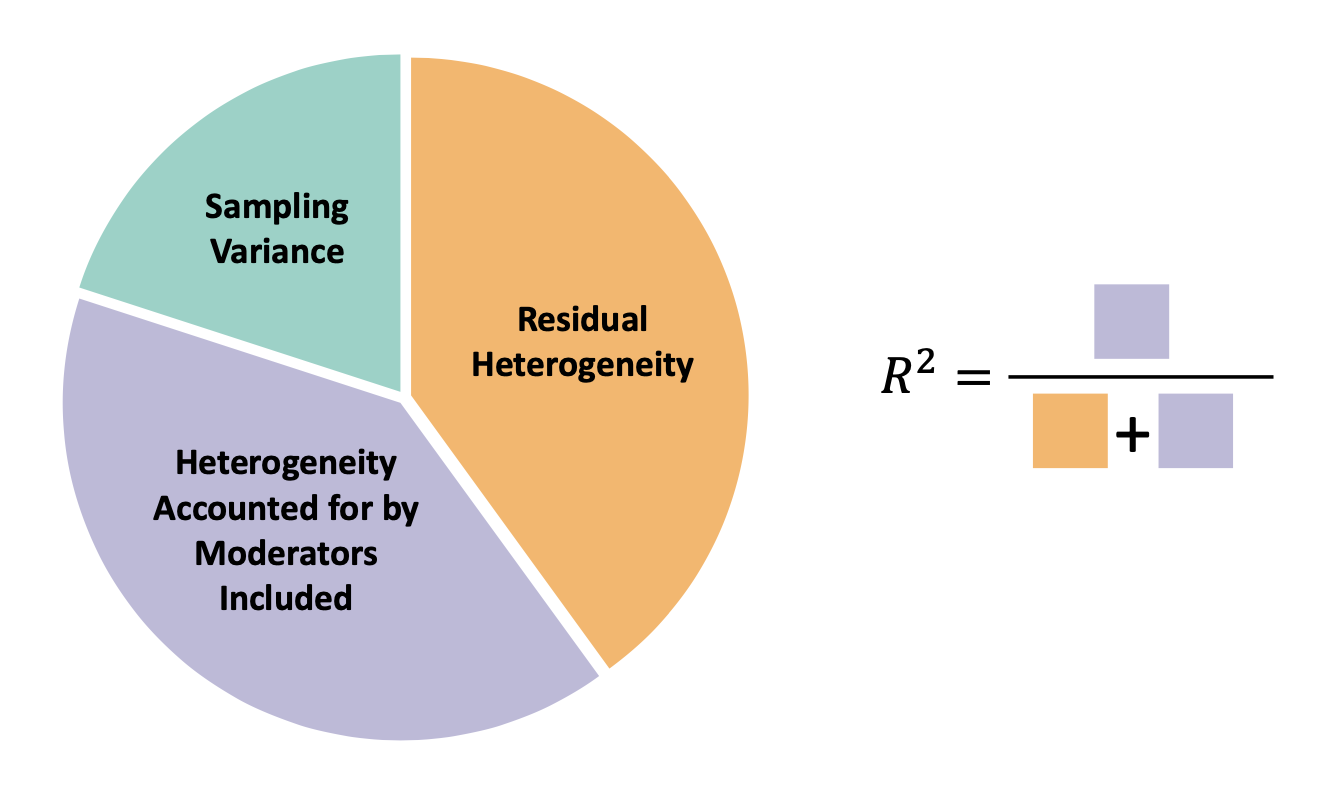 Sampling
Variance
Residual
Heterogeneity
Heterogeneity
Accounted for by
Moderators
Included
R² =
+